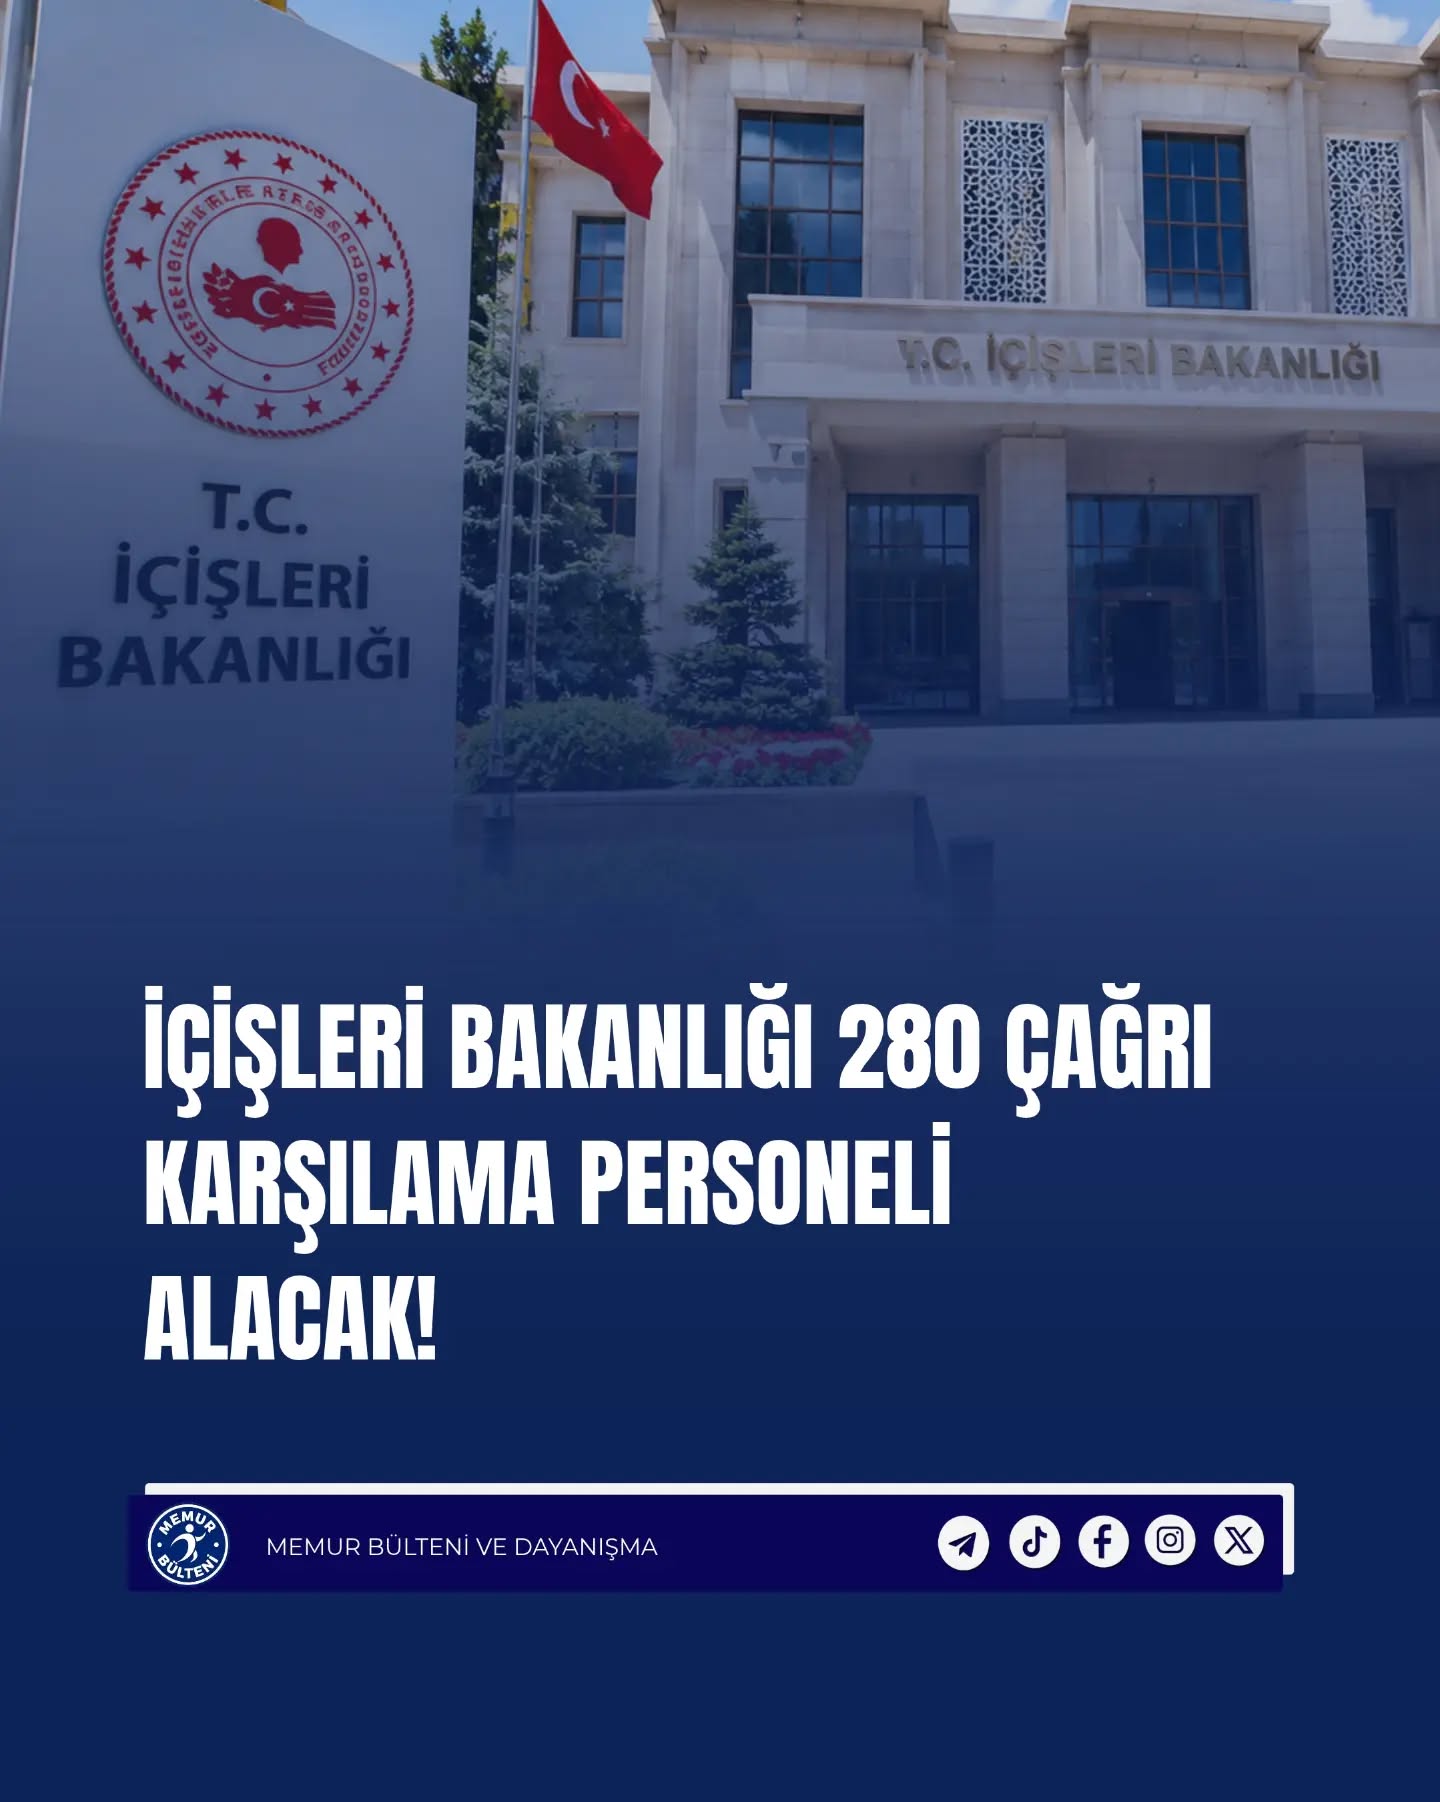 T.C.
İÇİŞLERİ
BAKANLIĞI
T.C. İÇİŞLERİ BAKANLIĞI
İÇİŞLERİ BAKANLIĞI 280 ÇAĞRI
KARŞILAMA PERSONELİ
ALACAK!
MEMUR
BÜLTENİ
MEMUR BÜLTENİ VE DAYANIŞMA